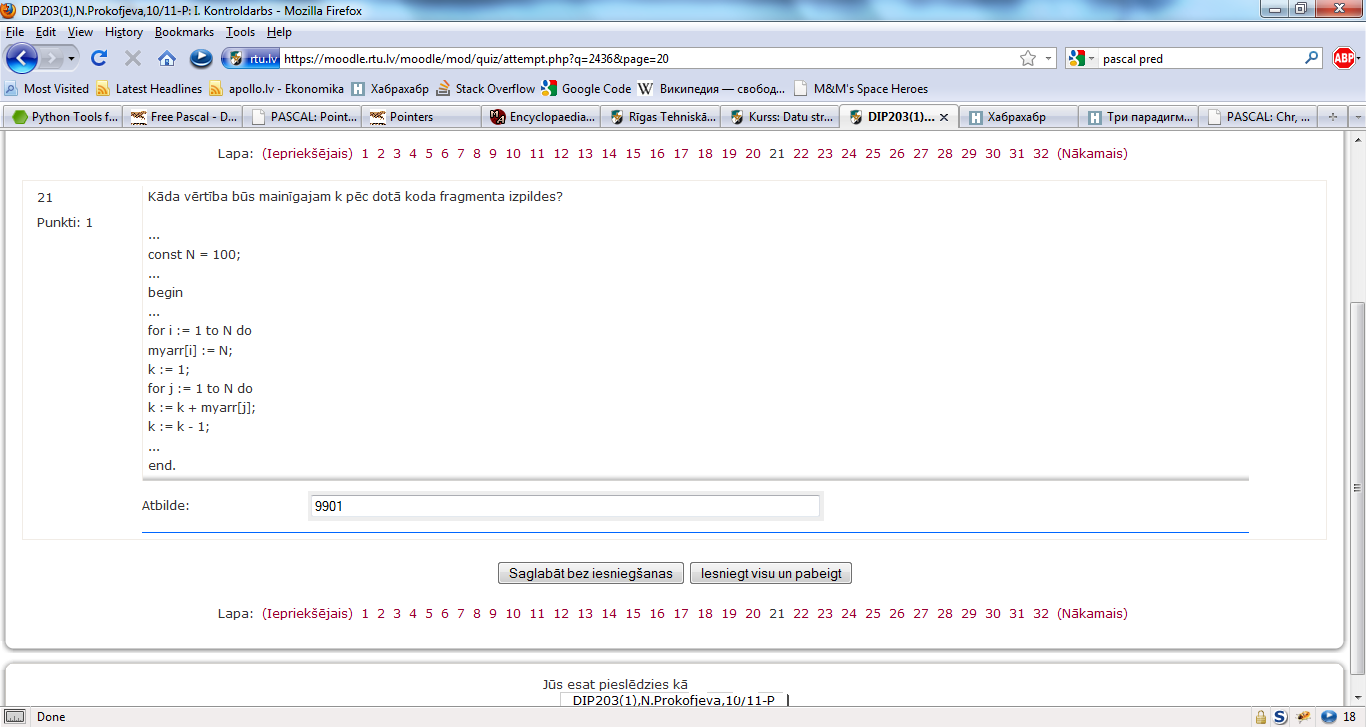 DIP203(1),N.Prokofjeva,10/11-P: I. Kontroldarbs - Mozilla Firefox
File Edit View History Bookmarks Tools Help
rtu.lv https://moodle.rtu.lv/moodle/mod/quiz/attempt.php?q=2436&page=20 pascal pred ABP
Most Visited Latest Headlines apollo.lv - Ekonomika Хабрахабр Stack Overflow Google Code Википедия — свобод... M&M's Space Heroes
Python Tools f... Free Pascal - D... PASCAL: Point... Pointers Encyclopaedia... Rīgas Tehniskā... Kurss: Datu str... DIP203(1)... Хабрахабр Три парадигм... PASCAL: Chr, ...
Lapa: (Iepriekšējais) 1 2 3 4 5 6 7 8 9 10 11 12 13 14 15 16 17 18 19 20 21 22 23 24 25 26 27 28 29 30 31 32 (Nākamais)
21
Punkti: 1
Kāda vērtība būs mainīgajam k pēc dotā koda fragmenta izpildes?
...
const N = 100;
...
begin
...
for i := 1 to N do
myarr[i] := N;
k := 1;
for j := 1 to N do
k := k + myarr[j];
k := k - 1;
...
end.
Atbilde: 9901
Saglabāt bez iesniegšanas Iesniegt visu un pabeigt
Lapa: (Iepriekšējais) 1 2 3 4 5 6 7 8 9 10 11 12 13 14 15 16 17 18 19 20 21 22 23 24 25 26 27 28 29 30 31 32 (Nākamais)
Jūs esat pieslēdzies kā
DIP203(1),N.Prokofjeva,10/11-P
Done 18